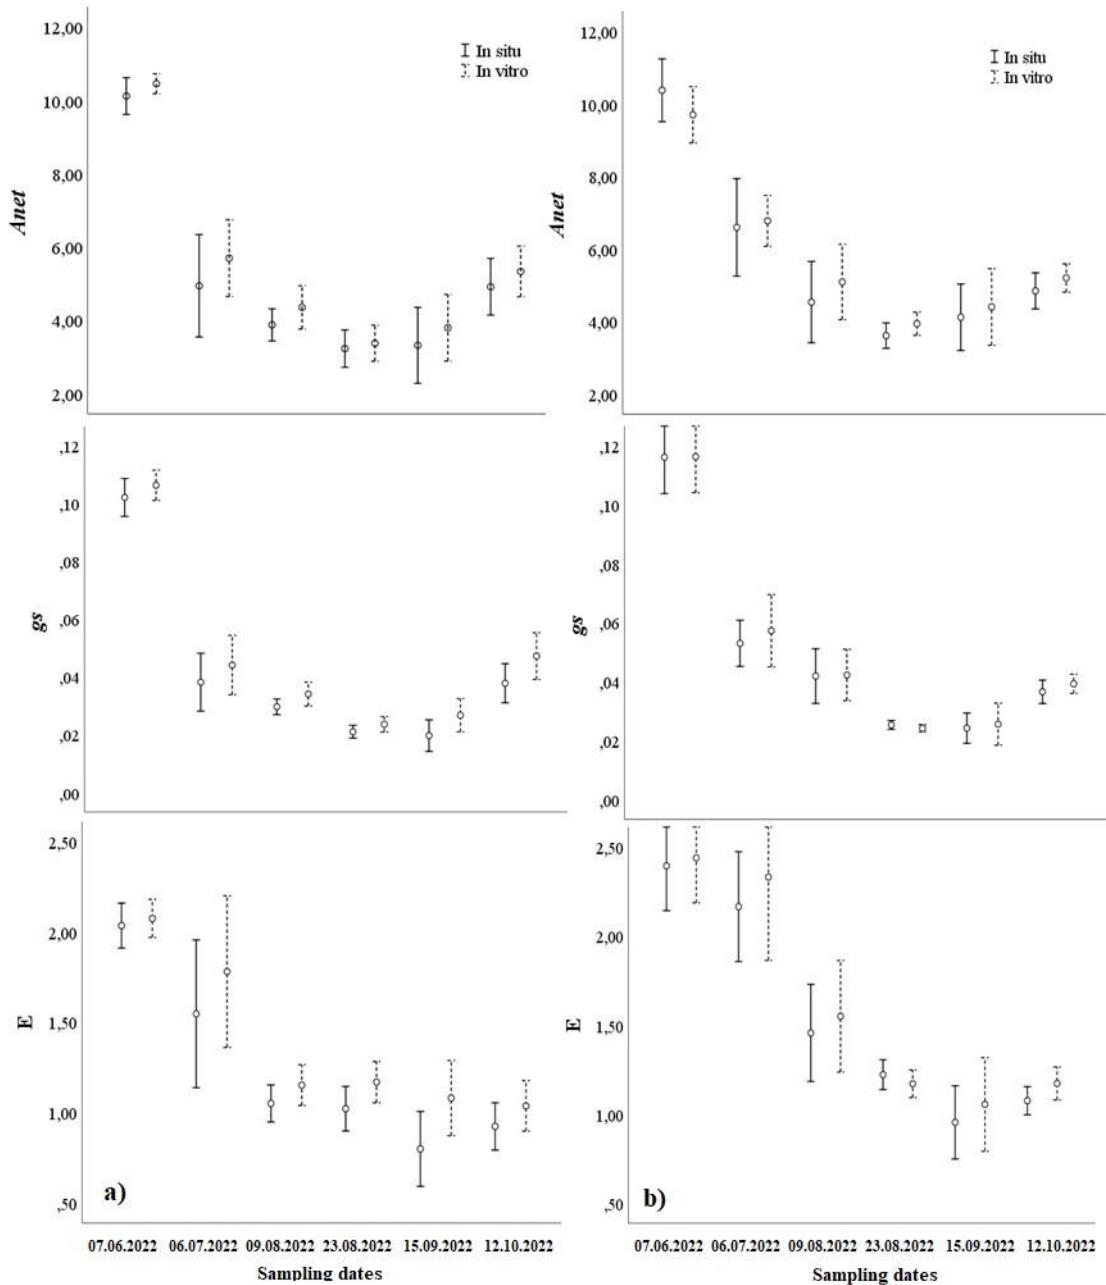 12,00
10,00
8,00
6,00
4,00
2,00
Anet
In situ
In vitro
12,00
10,00
8,00
6,00
4,00
2,00
Anet
In situ
In vitro
,12
,10
,08
,06
,04
,02
,00
gs
,12
,10
,08
,06
,04
,02
,00
gs
2,50
2,00
1,50
1,00
,50
E
a)
07.06.2022 06.07.2022 09.08.2022 23.08.2022 15.09.2022 12.10.2022
Sampling dates
2,50
2,00
1,50
1,00
,50
E
b)
07.06.2022 06.07.2022 09.08.2022 23.08.2022 15.09.2022 12.10.2022
Sampling dates